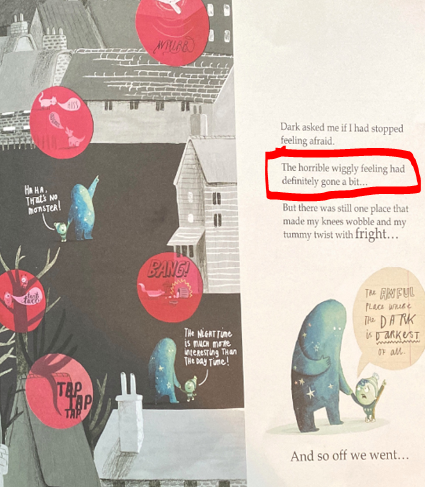 MIAOW
Ha Ha,
THAT'S NO
MONSTER!
BANG!
THE NIGHT TIME
IS MUCH MORE
INTERESTING THAN
THE DAY TIME!
TAP
TAP
TAP
Dark asked me if I had stopped
feeling afraid.
The horrible wiggly feeling had
definitely gone a bit...
But there was still one place that
made my knees wobble and my
tummy twist with fright...
THE AWFUL
PLACE WHERE
THE DARK
is DARKEST
OF ALL.
And so off we went...